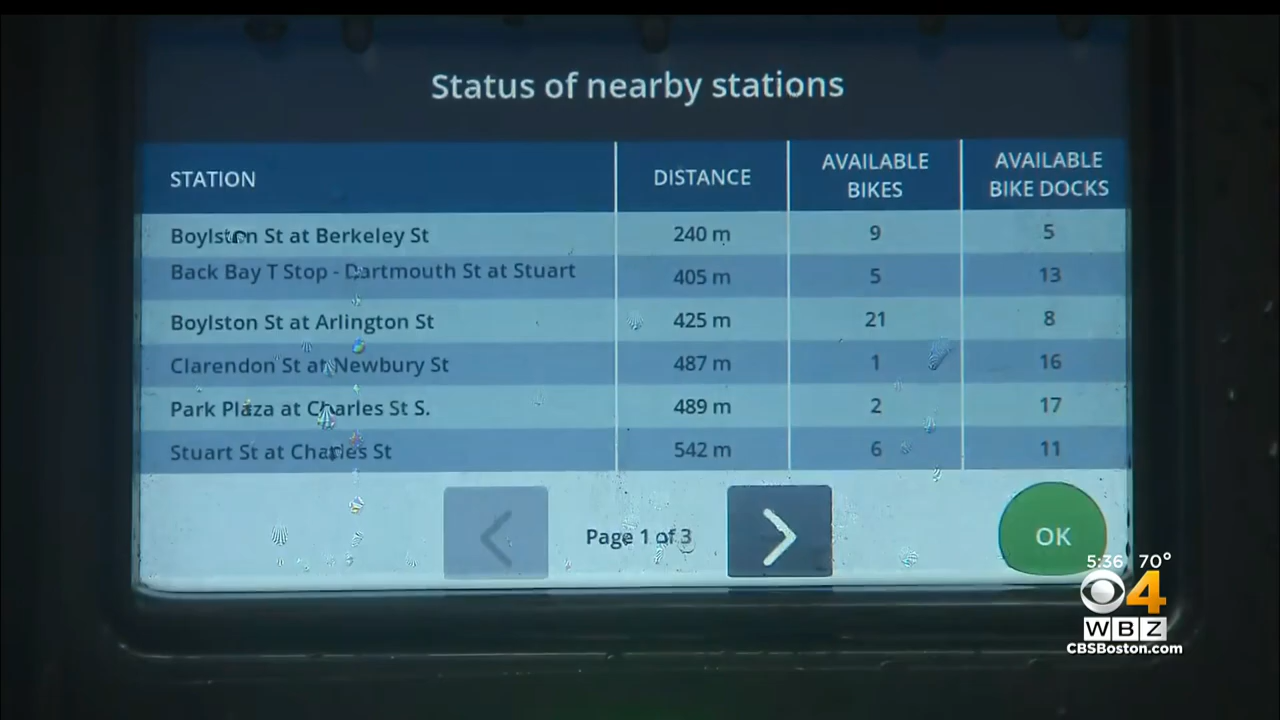 Status of nearby stations
STATION DISTANCE AVAILABLE BIKES AVAILABLE BIKE DOCKS
Boylston St at Berkeley St 240 m 9 5
Back Bay T Stop - Dartmouth St at Stuart 405 m 5 13
Boylston St at Arlington St 425 m 21 8
Clarendon St at Newbury St 487 m 1 16
Park Plaza at Charles St S. 489 m 2 17
Stuart St at Charles St 542 m 6 11
< Page 1 of 3 > OK
5:36 70°
4
WBZ
CBSBoston.com